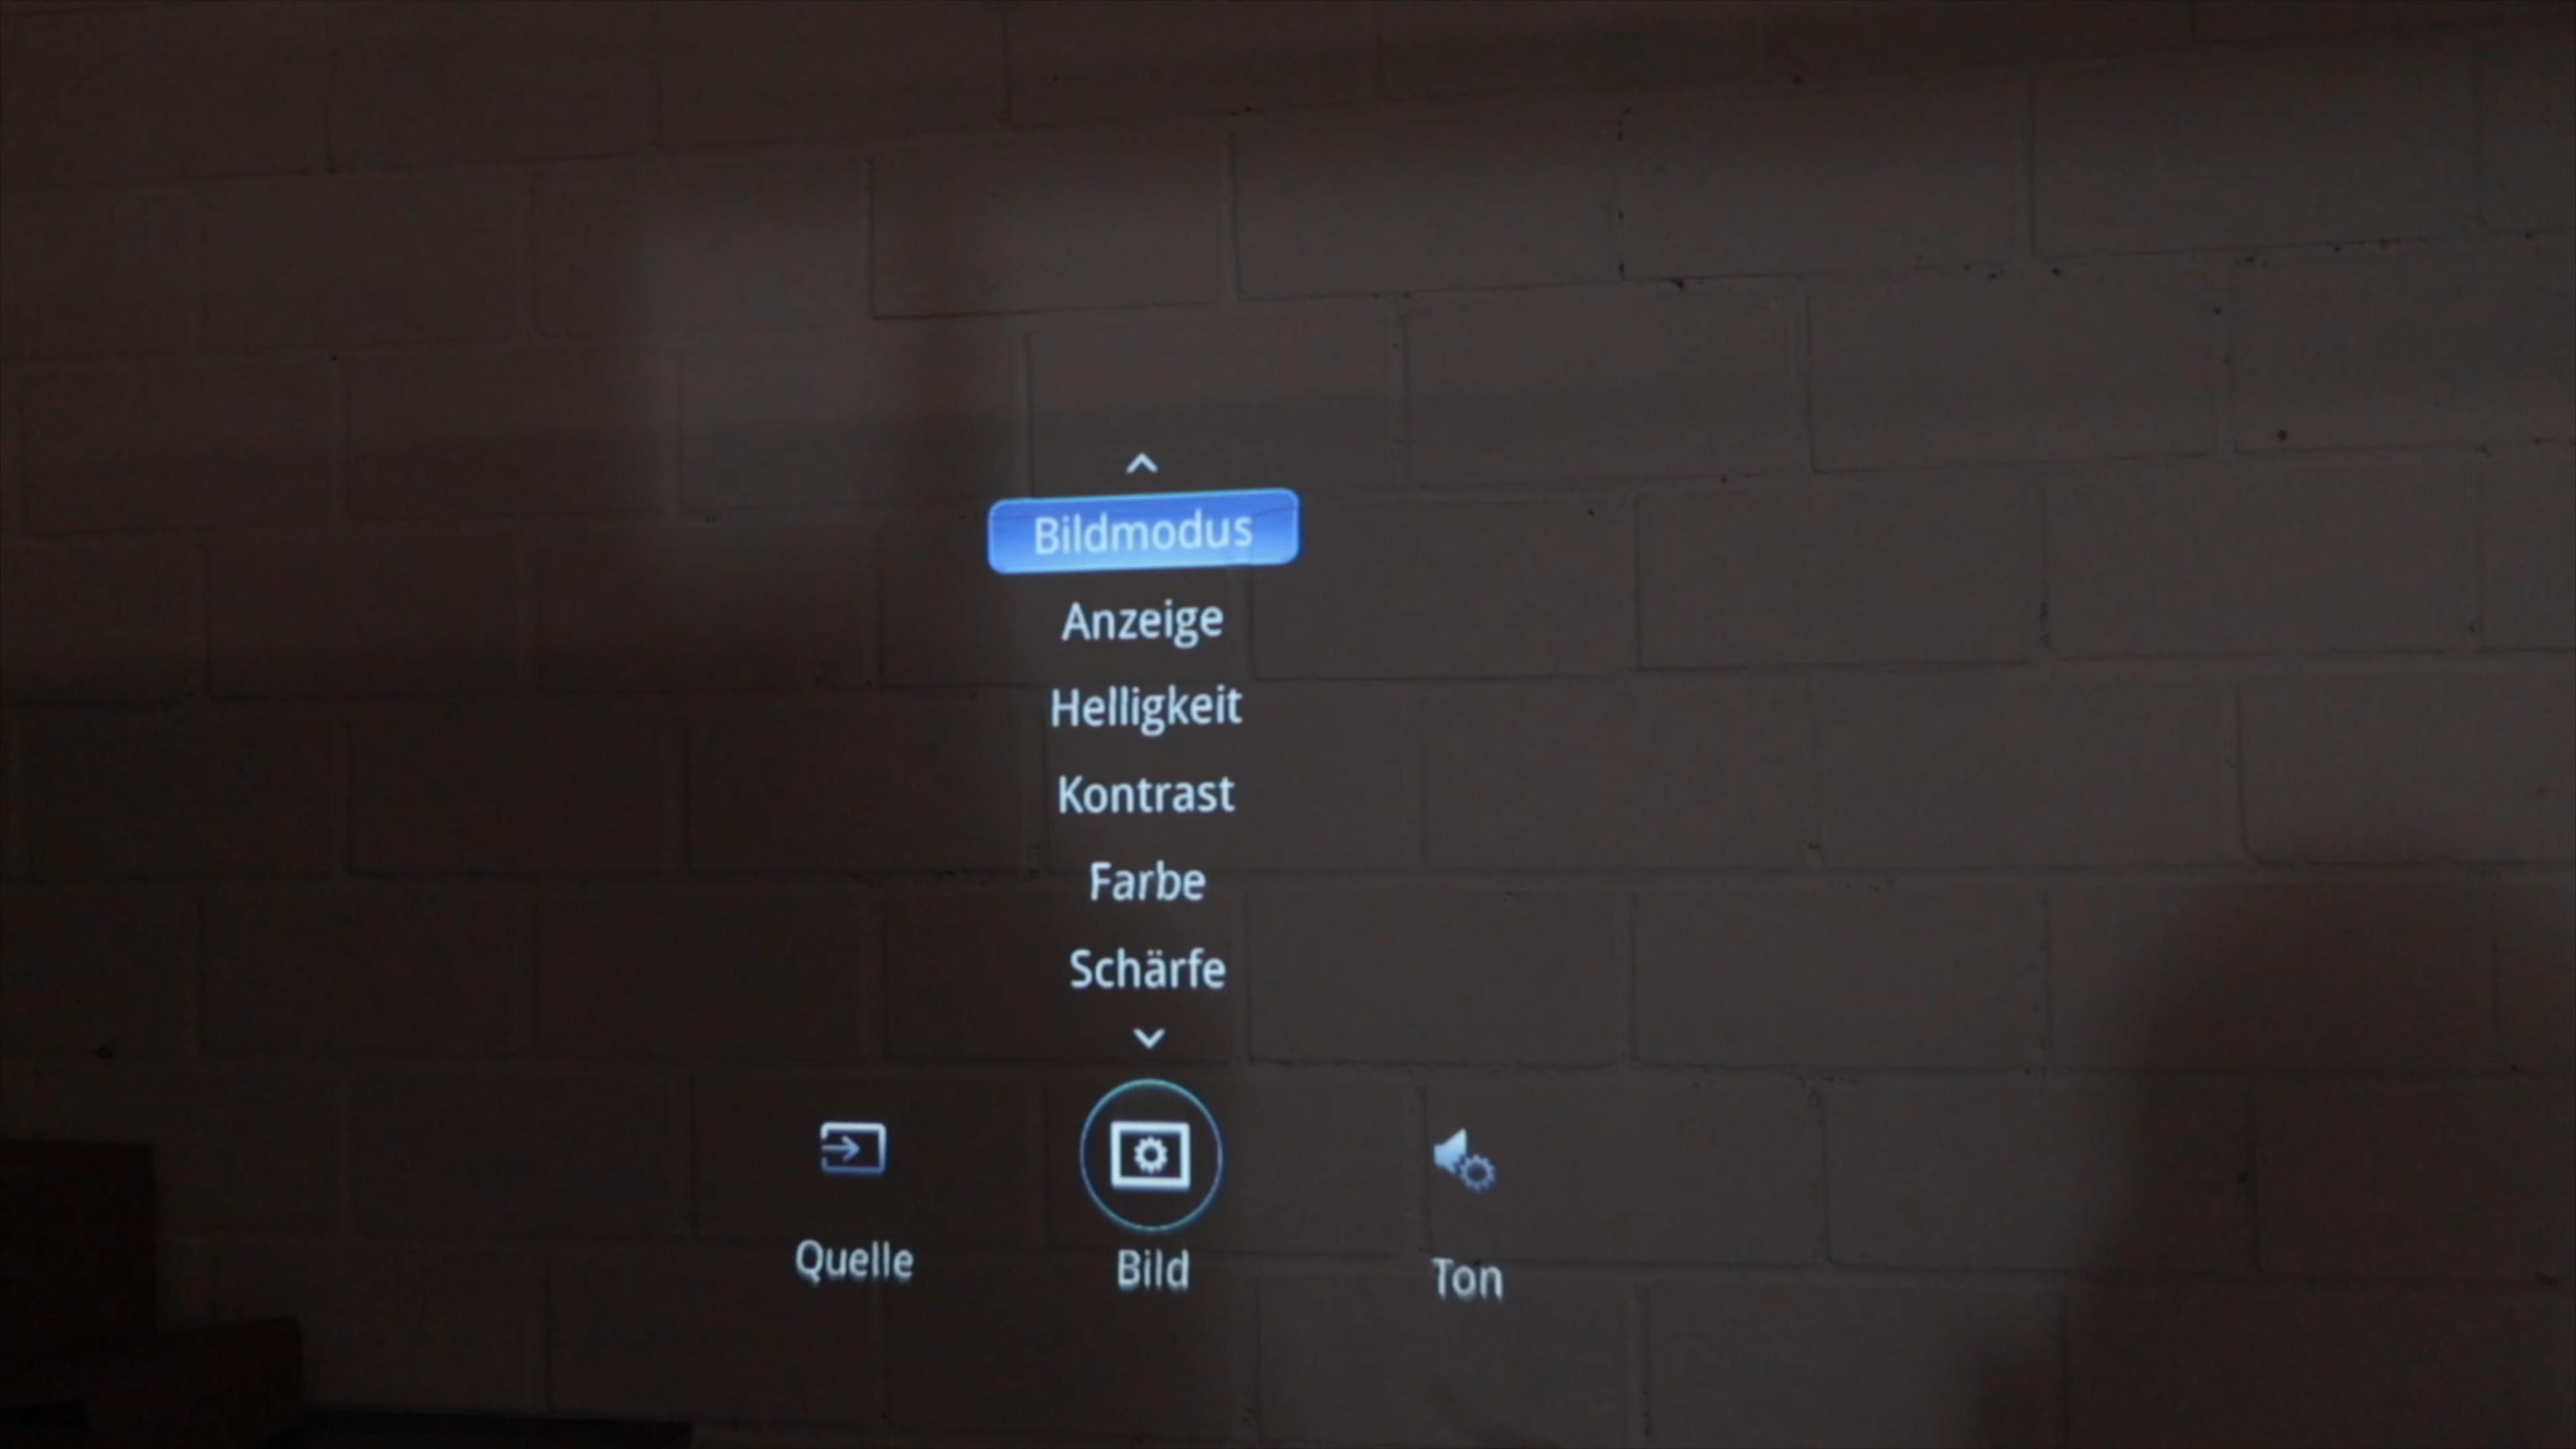 Bildmodus
Anzeige
Helligkeit
Kontrast
Farbe
Schärfe
Quelle
Bild
Ton